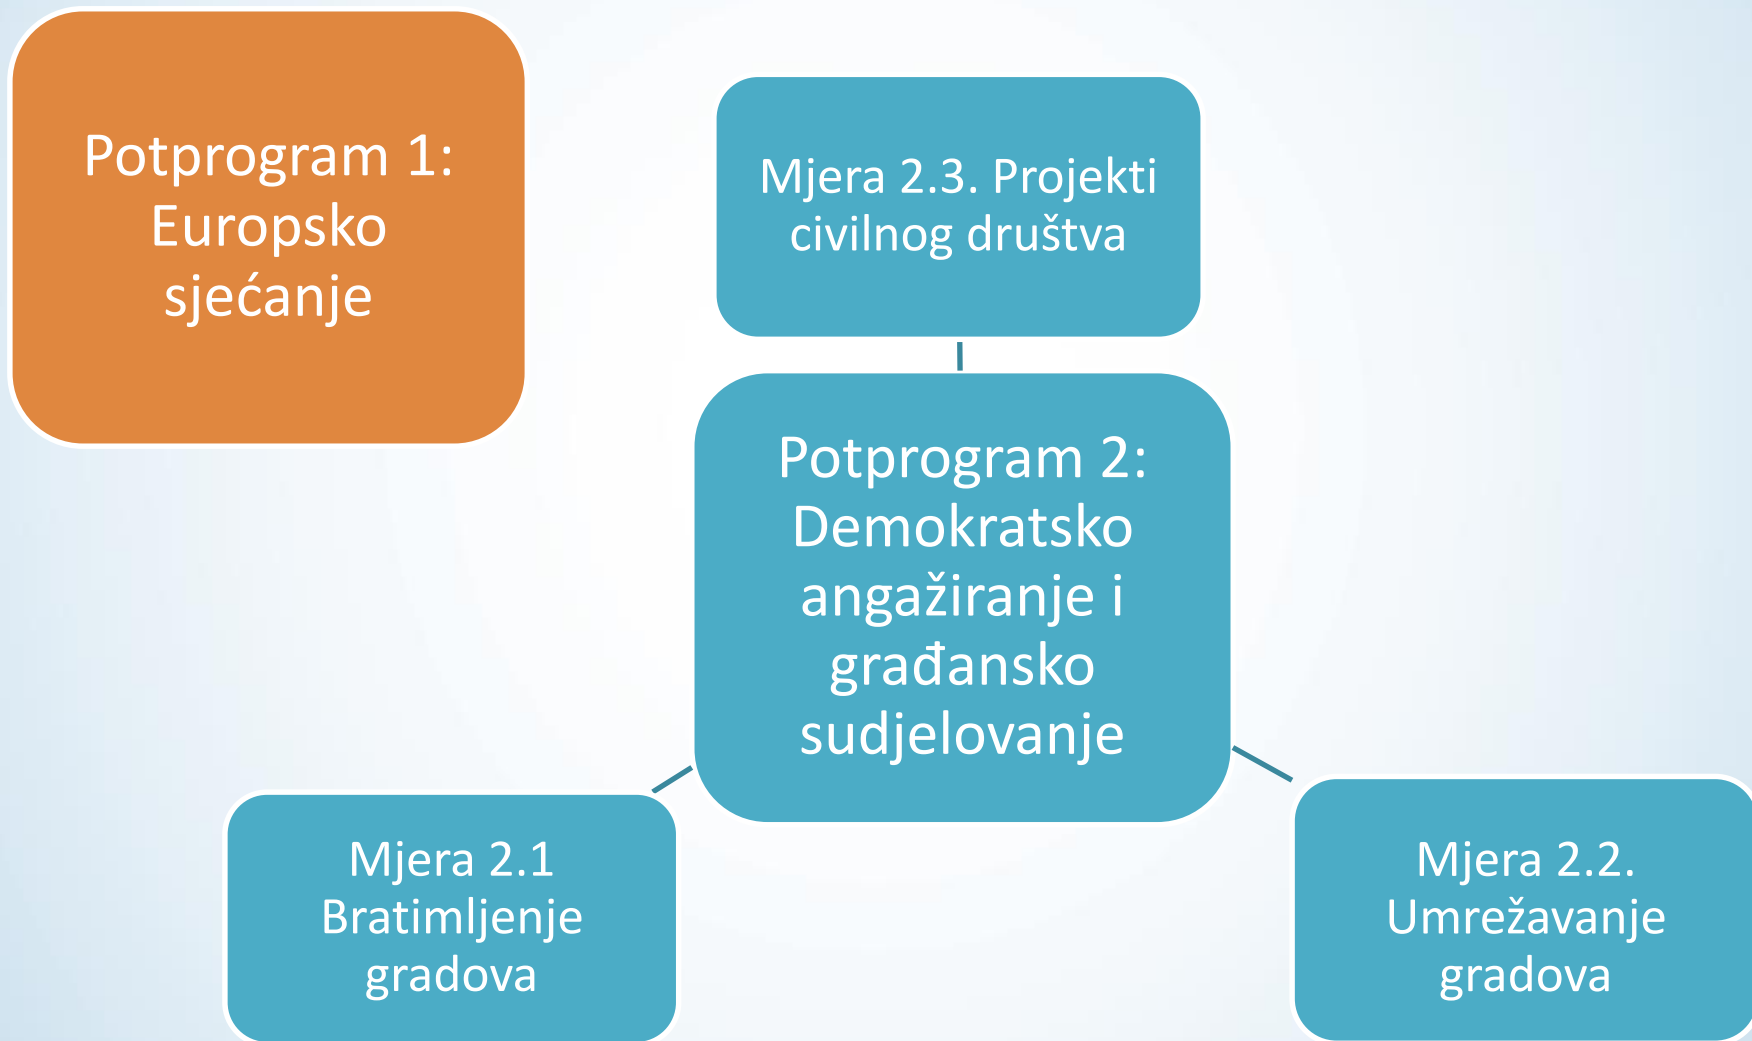 Potprogram 1:
Europsko
sjećanje
Mjera 2.3. Projekti
civilnog društva
Potprogram 2:
Demokratsko
angažiranje i
građansko
sudjelovanje
Mjera 2.1
Bratimljenje
gradova
Mjera 2.2.
Umrežavanje
gradova